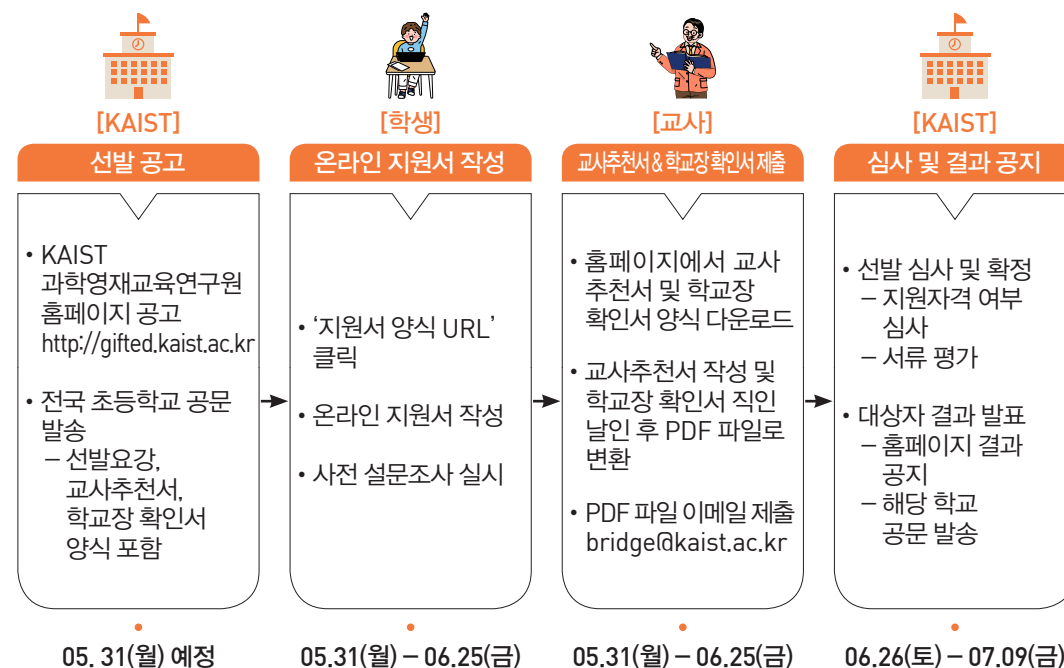 [KAIST]
선발 공고
• KAIST
과학영재교육연구원
홈페이지 공고
http://gifted.kaist.ac.kr
• 전국 초등학교 공문
발송
– 선발요강,
교사추천서,
학교장 확인서
양식 포함
05. 31(월) 예정
[학생]
온라인 지원서 작성
• ‘지원서 양식 URL’
클릭
• 온라인 지원서 작성
• 사전 설문조사 실시
05.31(월) – 06.25(금)
[교사]
교사추천서 & 학교장 확인서 제출
• 홈페이지에서 교사
추천서 및 학교장
확인서 양식 다운로드
• 교사추천서 작성 및
학교장 확인서 직인
날인 후 PDF 파일로
변환
• PDF 파일 이메일 제출
bridge@kaist.ac.kr
05.31(월) – 06.25(금)
[KAIST]
심사 및 결과 공지
• 선발 심사 및 확정
– 지원자격 여부
심사
– 서류 평가
• 대상자 결과 발표
– 홈페이지 결과
공지
– 해당 학교
공문 발송
06.26(토) – 07.09(금)